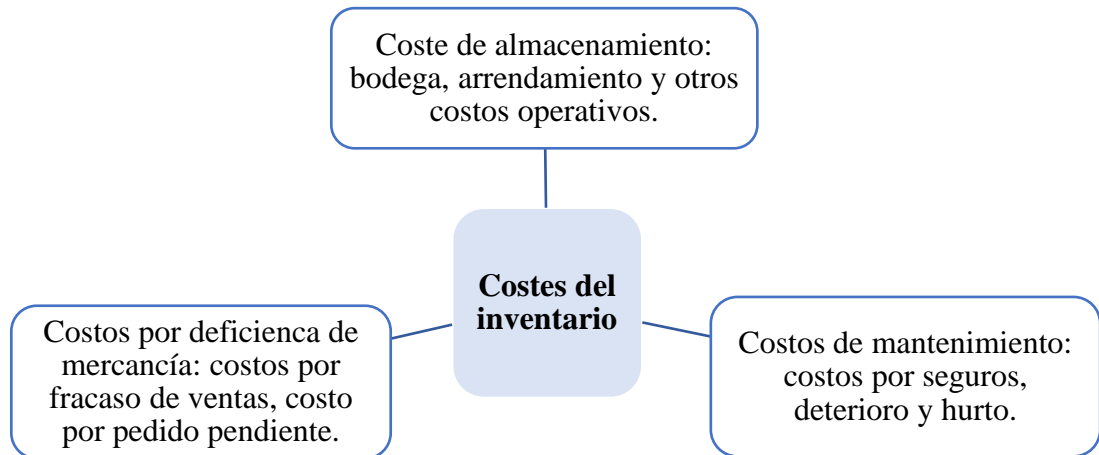 Coste de almacenamiento:
bodega, arrendamiento y otros
costos operativos.
Costes del
inventario
Costos por deficienca de
mercancía: costos por
fracaso de ventas, costo
por pedido pendiente.
Costos de mantenimiento:
costos por seguros,
deterioro y hurto.